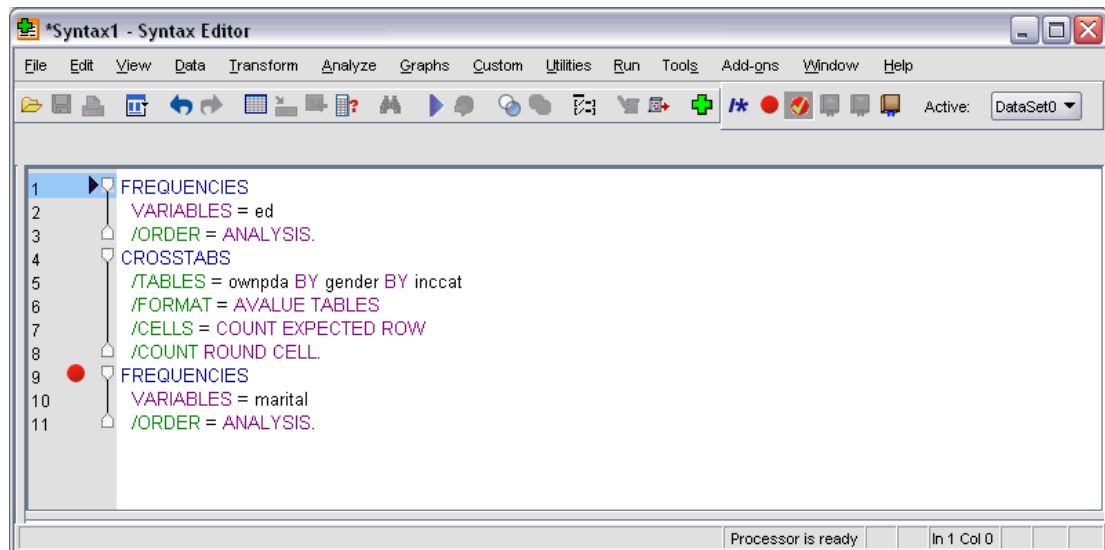 *Syntax1 - Syntax Editor
File Edit View Data Transform Analyze Graphs Custom Utilities Run Tools Add-ons Window Help
Active: DataSet0
1 FREQUENCIES
2 VARIABLES = ed
3 /ORDER = ANALYSIS.
4 CROSSTABS
5 /TABLES = ownpda BY gender BY inccat
6 /FORMAT = AVALUE TABLES
7 /CELLS = COUNT EXPECTED ROW
8 /COUNT ROUND CELL.
9 FREQUENCIES
10 VARIABLES = marital
11 /ORDER = ANALYSIS.
Processor is ready In 1 Col 0